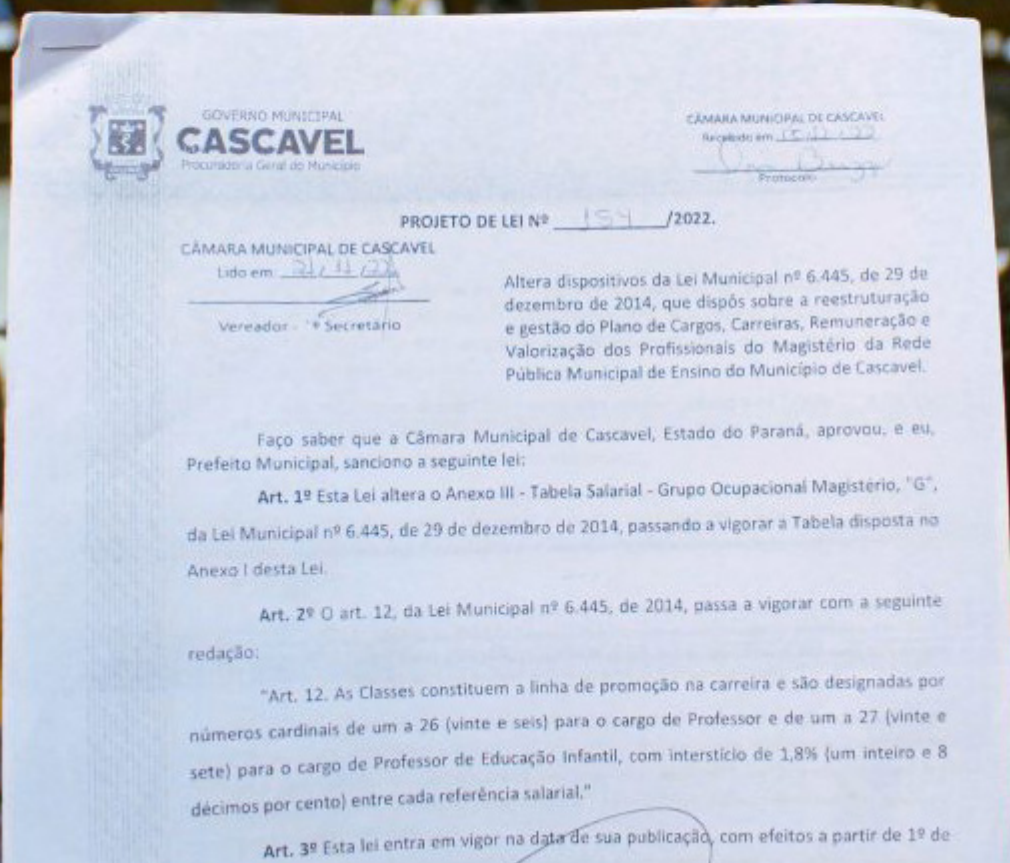 GOVERNO MUNICIPAL
CASCAVEL
Procuradoria Geral do Município
CÂMARA MUNICIPAL DE CASCAVEL
Recebido em
Protocolo
PROJETO DE LEI Nº 154 /2022.
CÂMARA MUNICIPAL DE CASCAVEL
Lido em
Vereador - 1º Secretário
Altera dispositivos da Lei Municipal nº 6.445, de 29 de
dezembro de 2014, que dispôs sobre a reestruturação
e gestão do Plano de Cargos, Carreiras, Remuneração e
Valorização dos Profissionais do Magistério da Rede
Pública Municipal de Ensino do Município de Cascavel.
Faço saber que a Câmara Municipal de Cascavel, Estado do Paraná, aprovou, e eu,
Prefeito Municipal, sanciono a seguinte lei:
Art. 1º Esta Lei altera o Anexo III - Tabela Salarial - Grupo Ocupacional Magistério, "G",
da Lei Municipal nº 6.445, de 29 de dezembro de 2014, passando a vigorar a Tabela disposta no
Anexo I desta Lei.
Art. 2º O art. 12, da Lei Municipal nº 6.445, de 2014, passa a vigorar com a seguinte
redação:
"Art. 12. As Classes constituem a linha de promoção na carreira e são designadas por
números cardinais de um a 26 (vinte e seis) para o cargo de Professor e de um a 27 (vinte e
sete) para o cargo de Professor de Educação Infantil, com interstício de 1,8% (um inteiro e 8
décimos por cento) entre cada referência salarial."
Art. 3º Esta lei entra em vigor na data de sua publicação, com efeitos a partir de 1º de